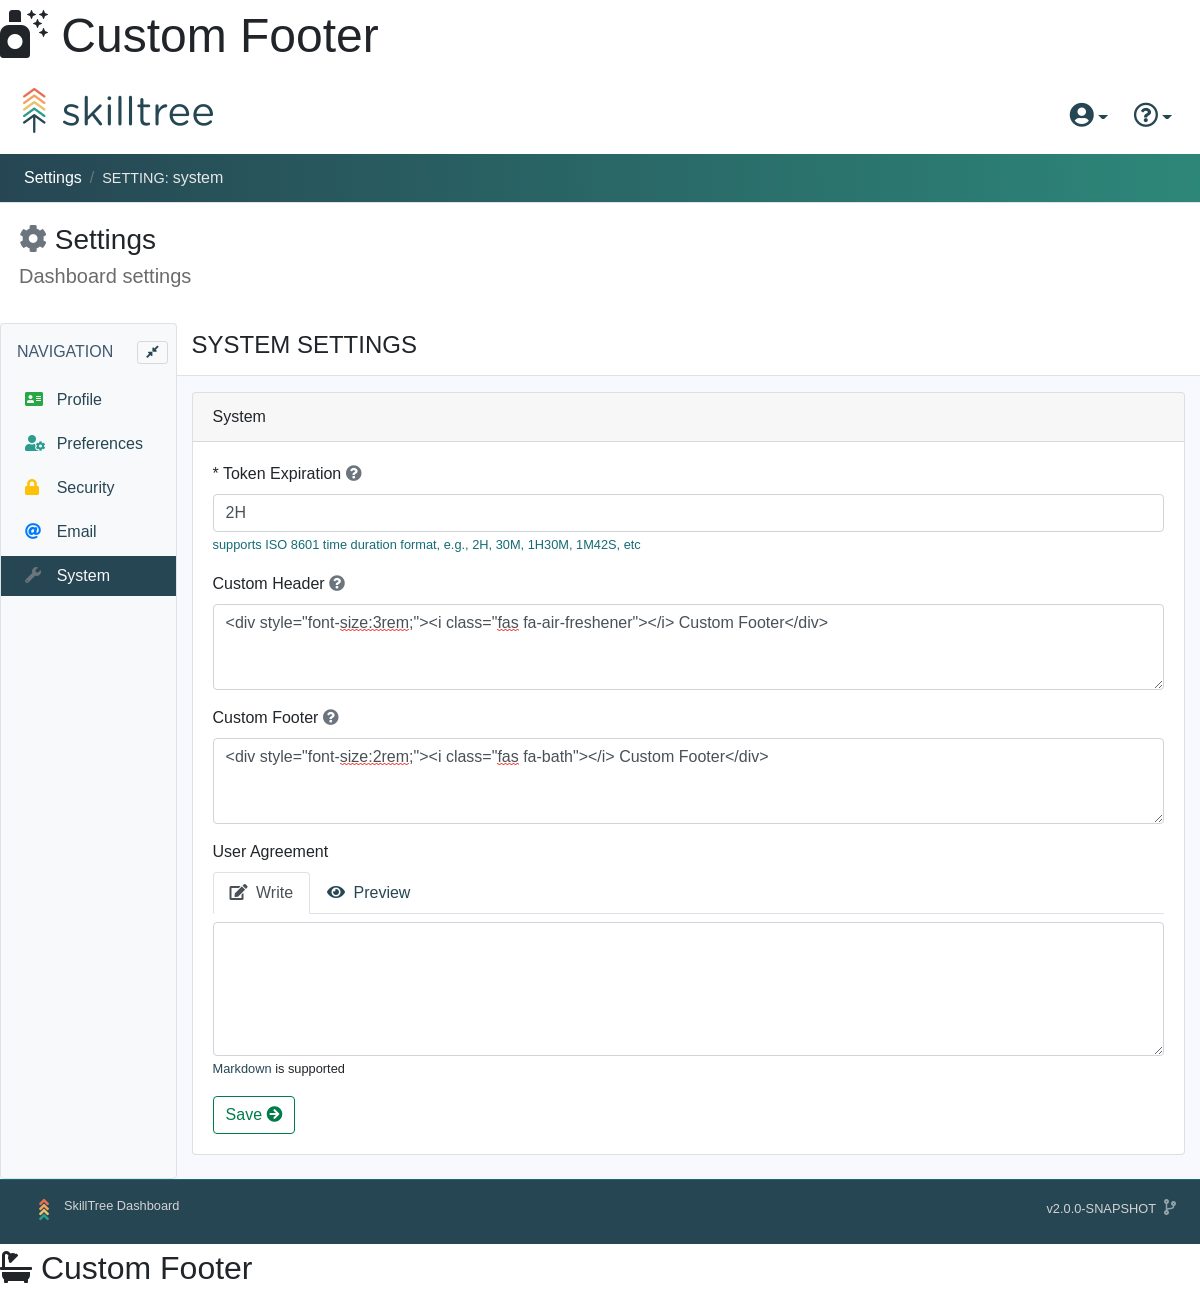 Custom Footer
skilltree
Settings / SETTING: system
Settings
Dashboard settings
NAVIGATION
Profile
Preferences
Security
Email
System
SYSTEM SETTINGS
System
* Token Expiration
2H
supports ISO 8601 time duration format, e.g., 2H, 30M, 1H30M, 1M42S, etc
Custom Header
<div style="font-size:3rem;"><i class="fas fa-air-freshener"></i> Custom Footer</div>
Custom Footer
<div style="font-size:2rem;"><i class="fas fa-bath"></i> Custom Footer</div>
User Agreement
Write Preview
Markdown is supported
Save
SkillTree Dashboard
v2.0.0-SNAPSHOT
Custom Footer